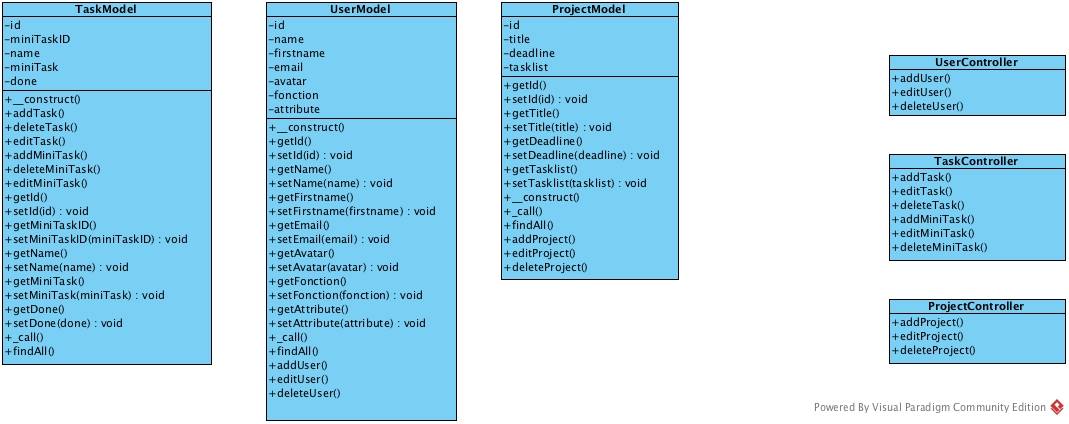 TaskModel
-id
-miniTaskID
-name
-miniTask
-done
+__construct()
+addTask()
+deleteTask()
+editTask()
+addMiniTask()
+deleteMiniTask()
+editMiniTask()
+getId()
+setId(id) : void
+getMiniTaskID()
+setMiniTaskID(miniTaskID) : void
+getName()
+setName(name) : void
+getMiniTask()
+setMiniTask(miniTask) : void
+getDone()
+setDone(done) : void
+_call()
+findAll()
UserModel
-id
-name
-firstname
-email
-avatar
-fonction
-attribute
+__construct()
+getId()
+setId(id) : void
+getName()
+setName(name) : void
+getFirstname()
+setFirstname(firstname) : void
+getEmail()
+setEmail(email) : void
+getAvatar()
+setAvatar(avatar) : void
+getFonction()
+setFonction(fonction) : void
+getAttribute()
+setAttribute(attribute) : void
+_call()
+findAll()
+addUser()
+editUser()
+deleteUser()
ProjectModel
-id
-title
-deadline
-tasklist
+getId()
+setId(id) : void
+getTitle()
+setTitle(title) : void
+getDeadline()
+setDeadline(deadline) : void
+getTasklist()
+setTasklist(tasklist) : void
+__construct()
+_call()
+findAll()
+addProject()
+editProject()
+deleteProject()
UserController
+addUser()
+editUser()
+deleteUser()
TaskController
+addTask()
+editTask()
+deleteTask()
+addMiniTask()
+editMiniTask()
+deleteMiniTask()
ProjectController
+addProject()
+editProject()
+deleteProject()
Powered By Visual Paradigm Community Edition